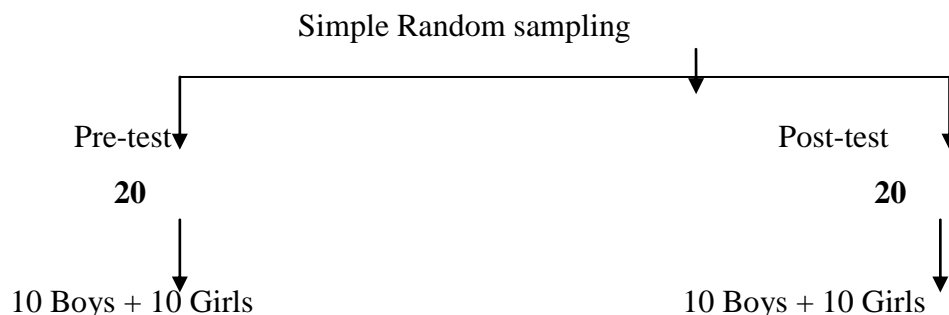 Simple Random sampling
Pre-test Post-test
20 20
10 Boys + 10 Girls 10 Boys + 10 Girls